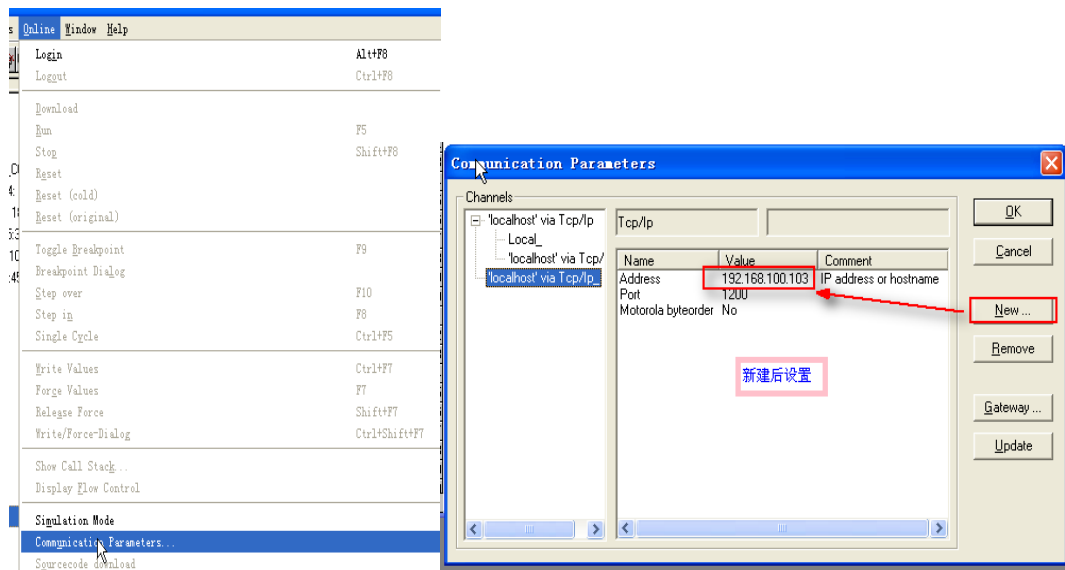 s Online Window Help
Login Alt+F8
Logout Ctrl+F8
Download
Run F5
Stop Shift+F8
Reset
Reset (cold)
Reset (original)
Toggle Breakpoint F9
Breakpoint Dialog
Step over F10
Step in F8
Single Cycle Ctrl+F5
Write Values Ctrl+F7
Force Values F7
Release Force Shift+F7
Write/Force-Dialog Ctrl+Shift+F7
Show Call Stack...
Display Flow Control
Simulation Mode
Communication Parameters...
Sourcecode download
Communication Parameters
Channels
'localhost' via Tcp/Ip
Local_
'localhost' via Tcp/
'localhost' via Tcp/Ip_
Tcp/Ip
Name Value Comment
Address 192.168.100.103 IP address or hostname
Port 1200
Motorola byteorder No
新建后设置
OK
Cancel
New ...
Remove
Gateway ...
Update